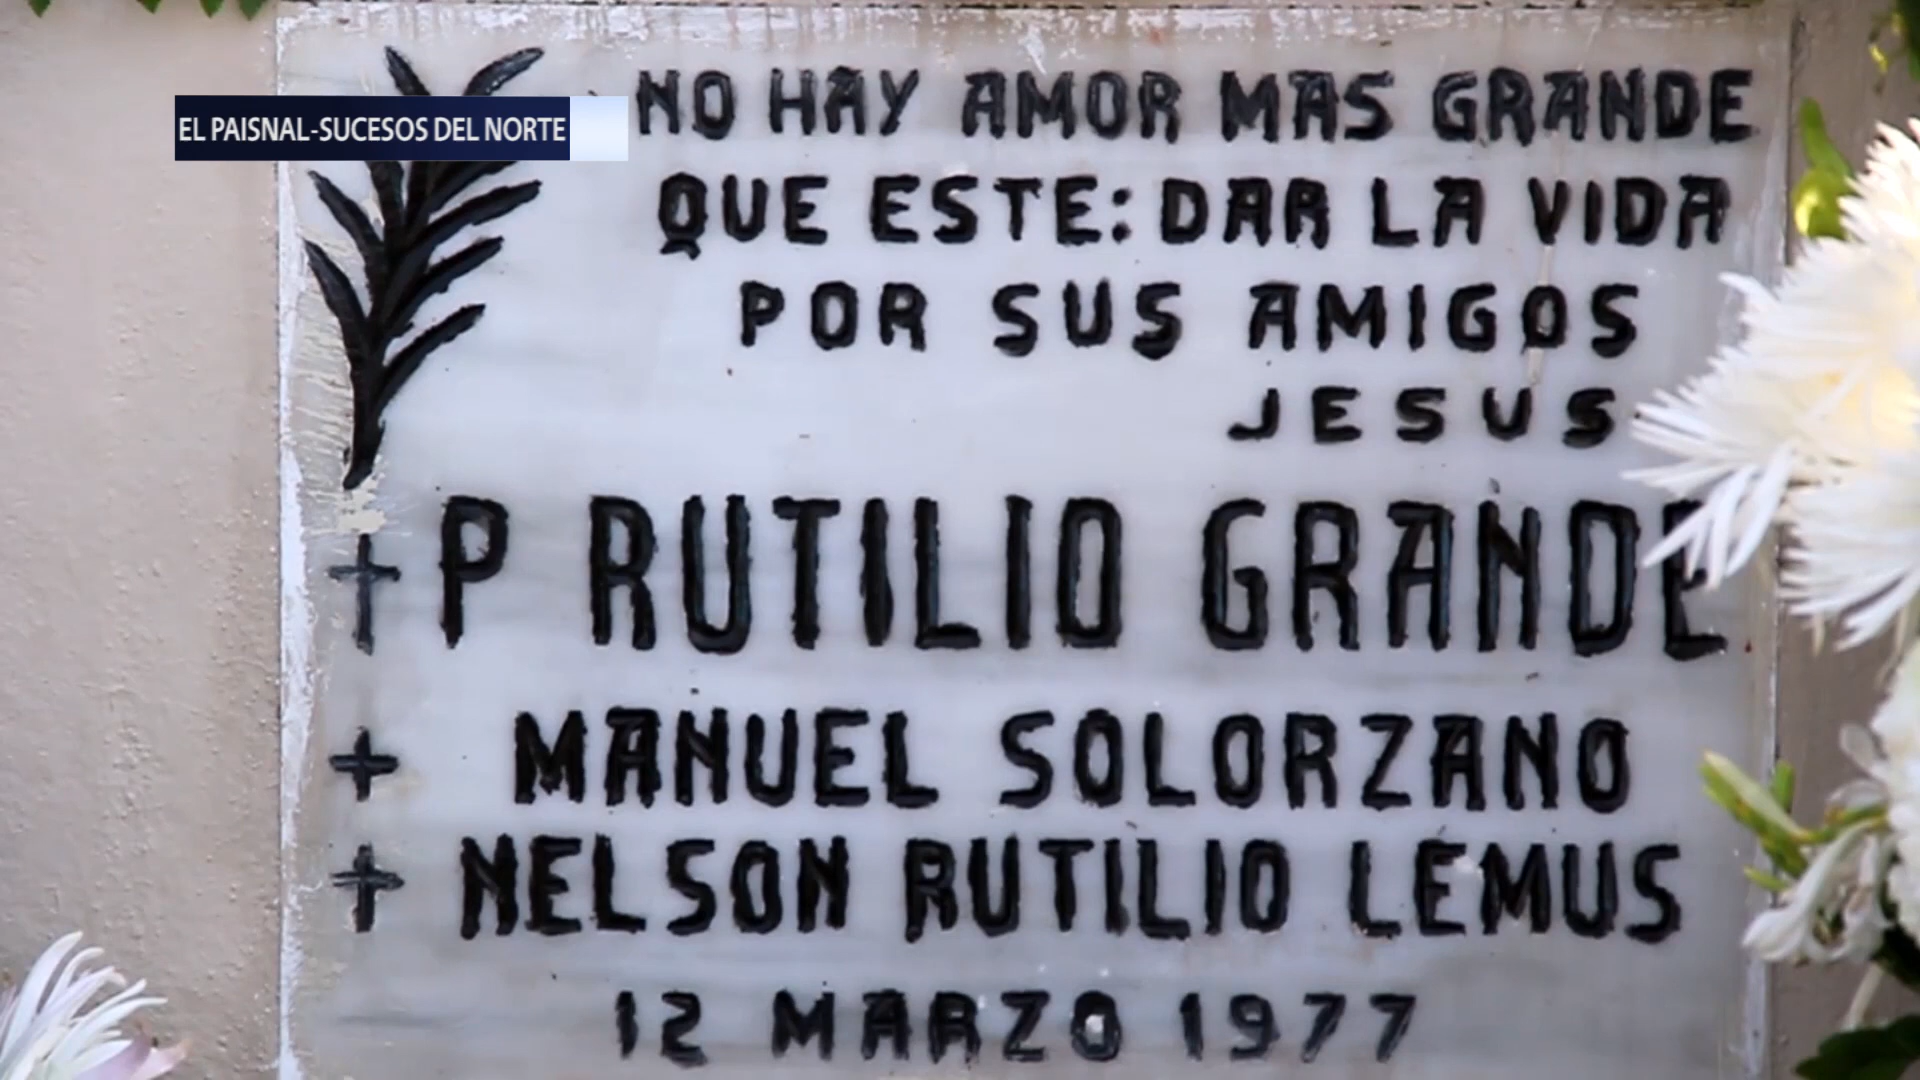 EL PAISNAL-SUCESOS DEL NORTE
NO HAY AMOR MAS GRANDE
QUE ESTE: DAR LA VIDA
POR SUS AMIGOS
JESUS
P RUTILIO GRANDE
MANUEL SOLORZANO
NELSON RUTILIO LEMUS
12 MARZO 1977